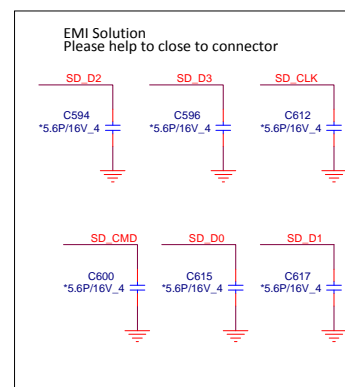 EMI Solution
Please help to close to connector
SD_D2 SD_D3 SD_CLK
C594 C596 C612
*5.6P/16V_4 *5.6P/16V_4 *5.6P/16V_4
SD_CMD SD_D0 SD_D1
C600 C615 C617
*5.6P/16V_4 *5.6P/16V_4 *5.6P/16V_4